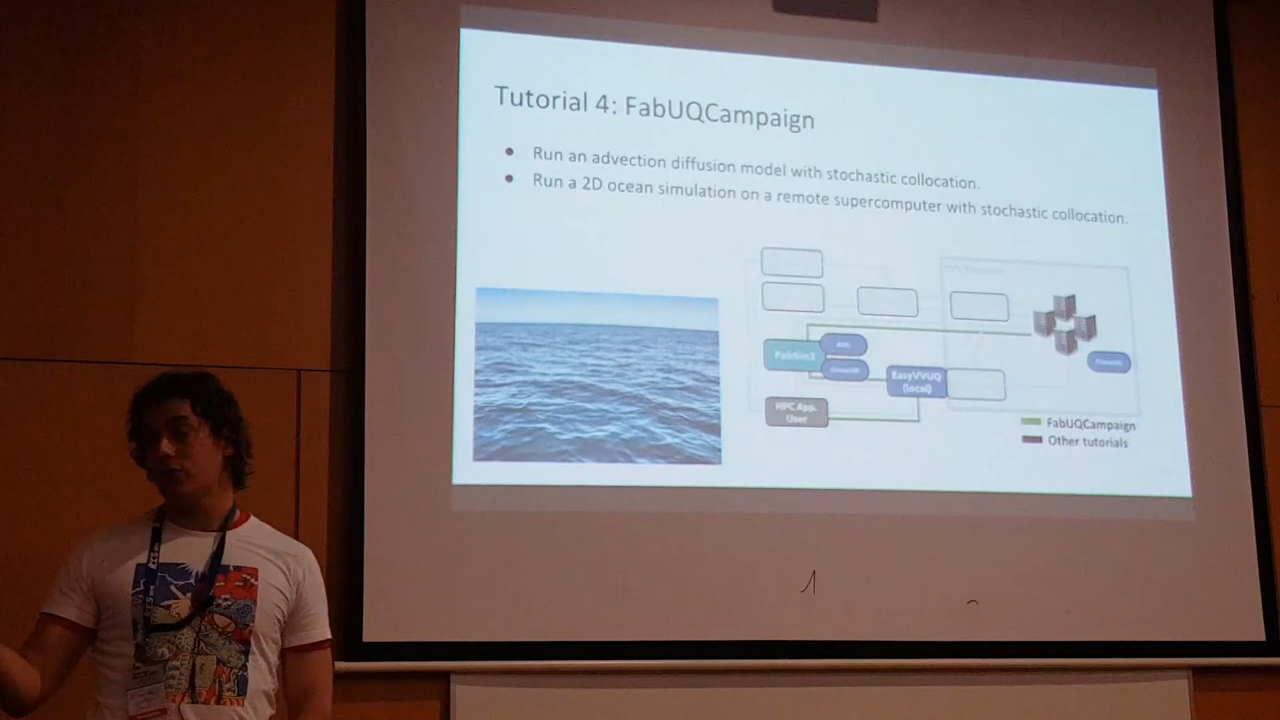 Tutorial 4: FabUQCampaign
● Run an advection diffusion model with stochastic collocation.
● Run a 2D ocean simulation on a remote supercomputer with stochastic collocation.
FabSim3
EasyVVUQ
(local)
HPC App.
User
FabUQCampaign
Other tutorials